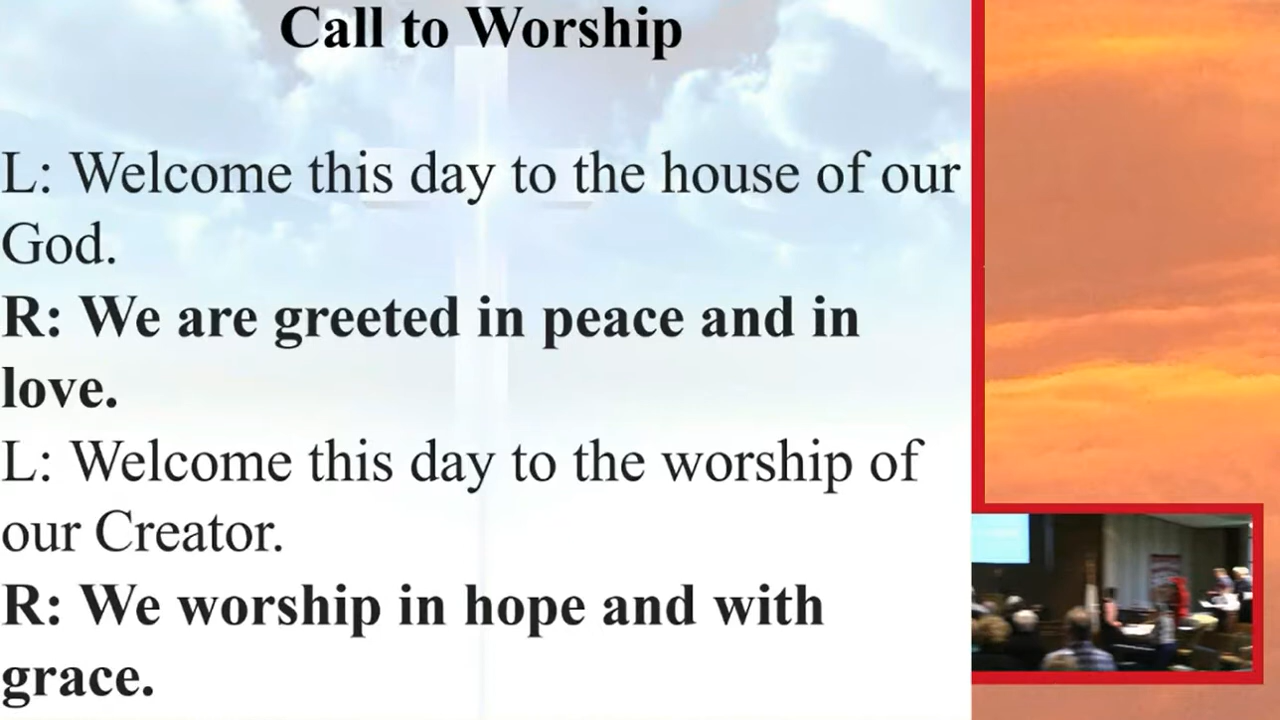 Call to Worship
L: Welcome this day to the house of our
God.
R: We are greeted in peace and in
love.
L: Welcome this day to the worship of
our Creator.
R: We worship in hope and with
grace.